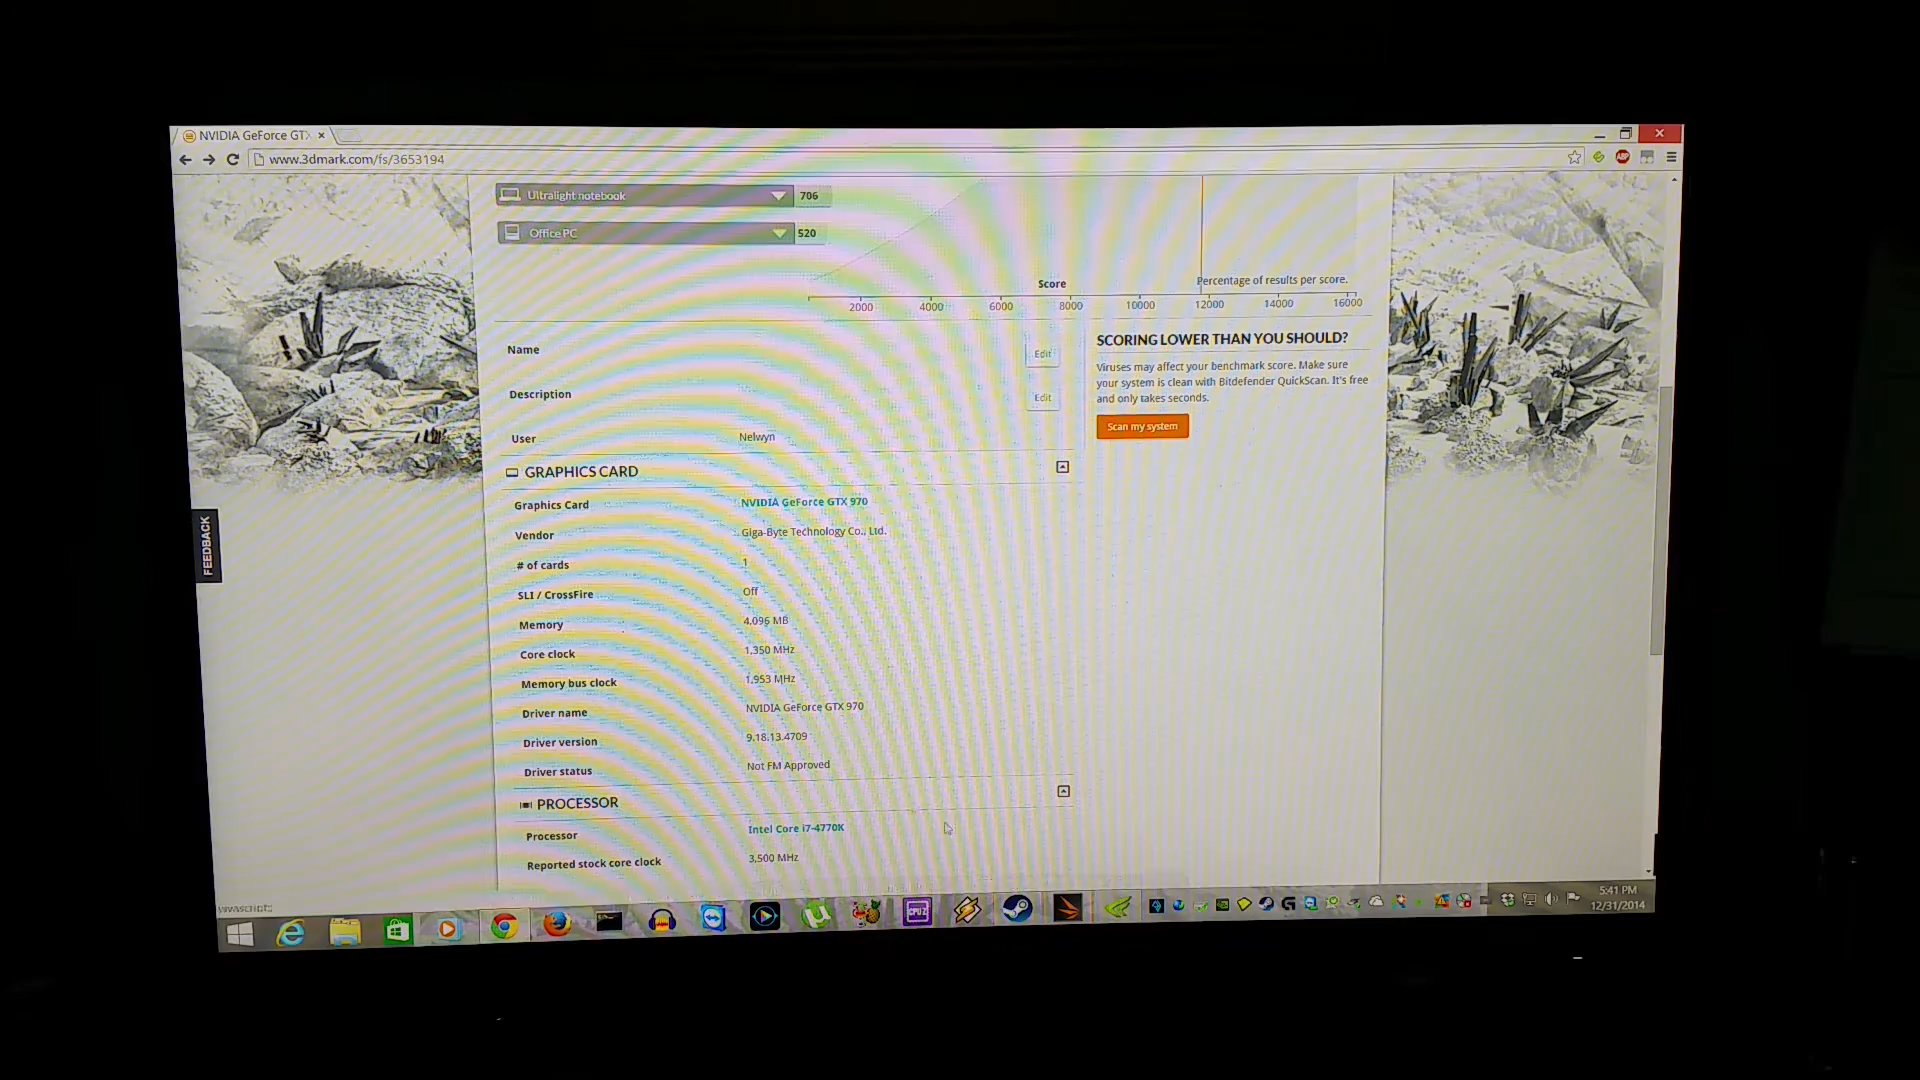 NVIDIA GeForce GTX
www.3dmark.com/fs/3653194
ABP
Ultralight notebook 706
Office PC 520
Score
Percentage of results per score.
2000 4000 6000 8000 10000 12000 14000 16000
Name Edit
Description Edit
User Nelwyn
SCORING LOWER THAN YOU SHOULD?
Viruses may affect your benchmark score. Make sure
your system is clean with Bitdefender QuickScan. It's free
and only takes seconds.
Scan my system
FEEDBACK
GRAPHICS CARD
Graphics Card NVIDIA GeForce GTX 970
Vendor Giga-Byte Technology Co., Ltd.
# of cards 1
SLI / CrossFire Off
Memory 4,096 MB
Core clock 1,350 MHz
Memory bus clock 1,953 MHz
Driver name NVIDIA GeForce GTX 970
Driver version 9.18.13.4709
Driver status Not FM Approved
PROCESSOR
Processor Intel Core i7-4770K
Reported stock core clock 3,500 MHz
CPU-Z
5:41 PM
12/31/2014